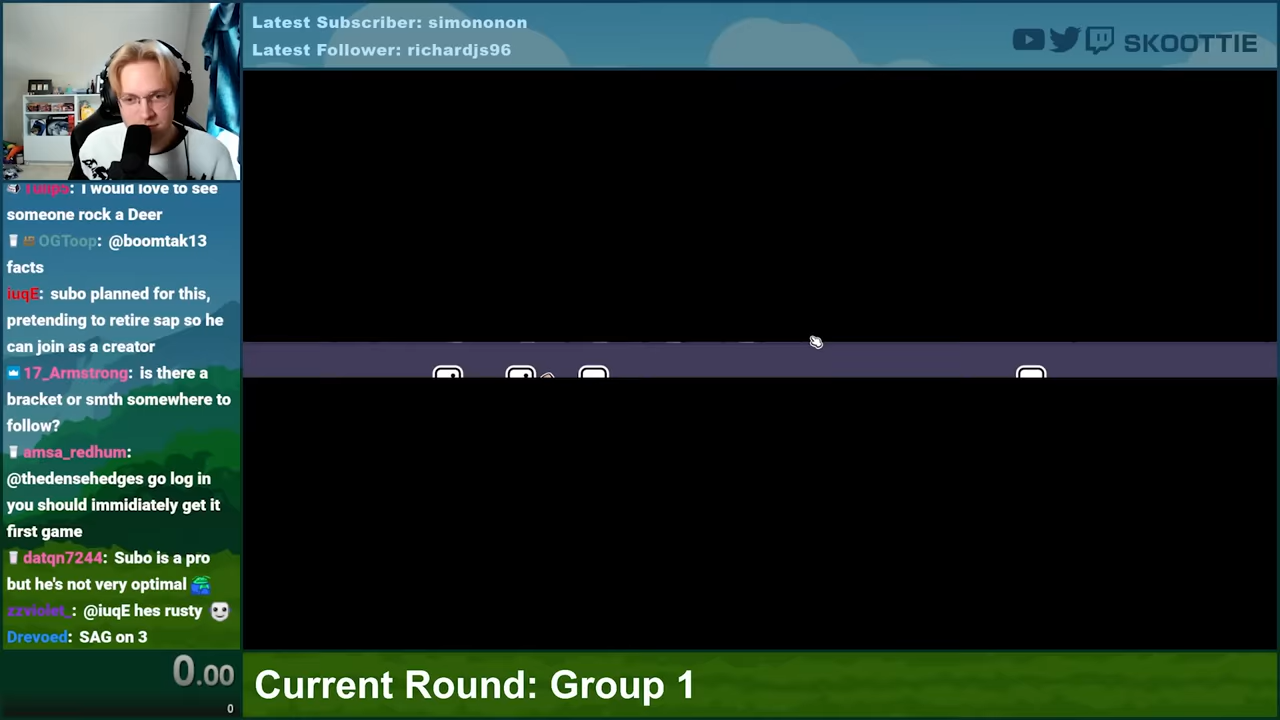 Latest Subscriber: simononon
Latest Follower: richardjs96
SKOOTTIE
: I would love to see
someone rock a Deer
OGToop: @boomtak13
facts
iuqE: subo planned for this,
pretending to retire sap so he
can join as a creator
17_Armstrong: is there a
bracket or smth somewhere to
follow?
amsa_redhum:
@thedensehedges go log in
you should immidiately get it
first game
datqn7244: Subo is a pro
but he's not very optimal
zzviolet_: @iuqE hes rusty
Drevoed: SAG on 3
0.00
0
Current Round: Group 1